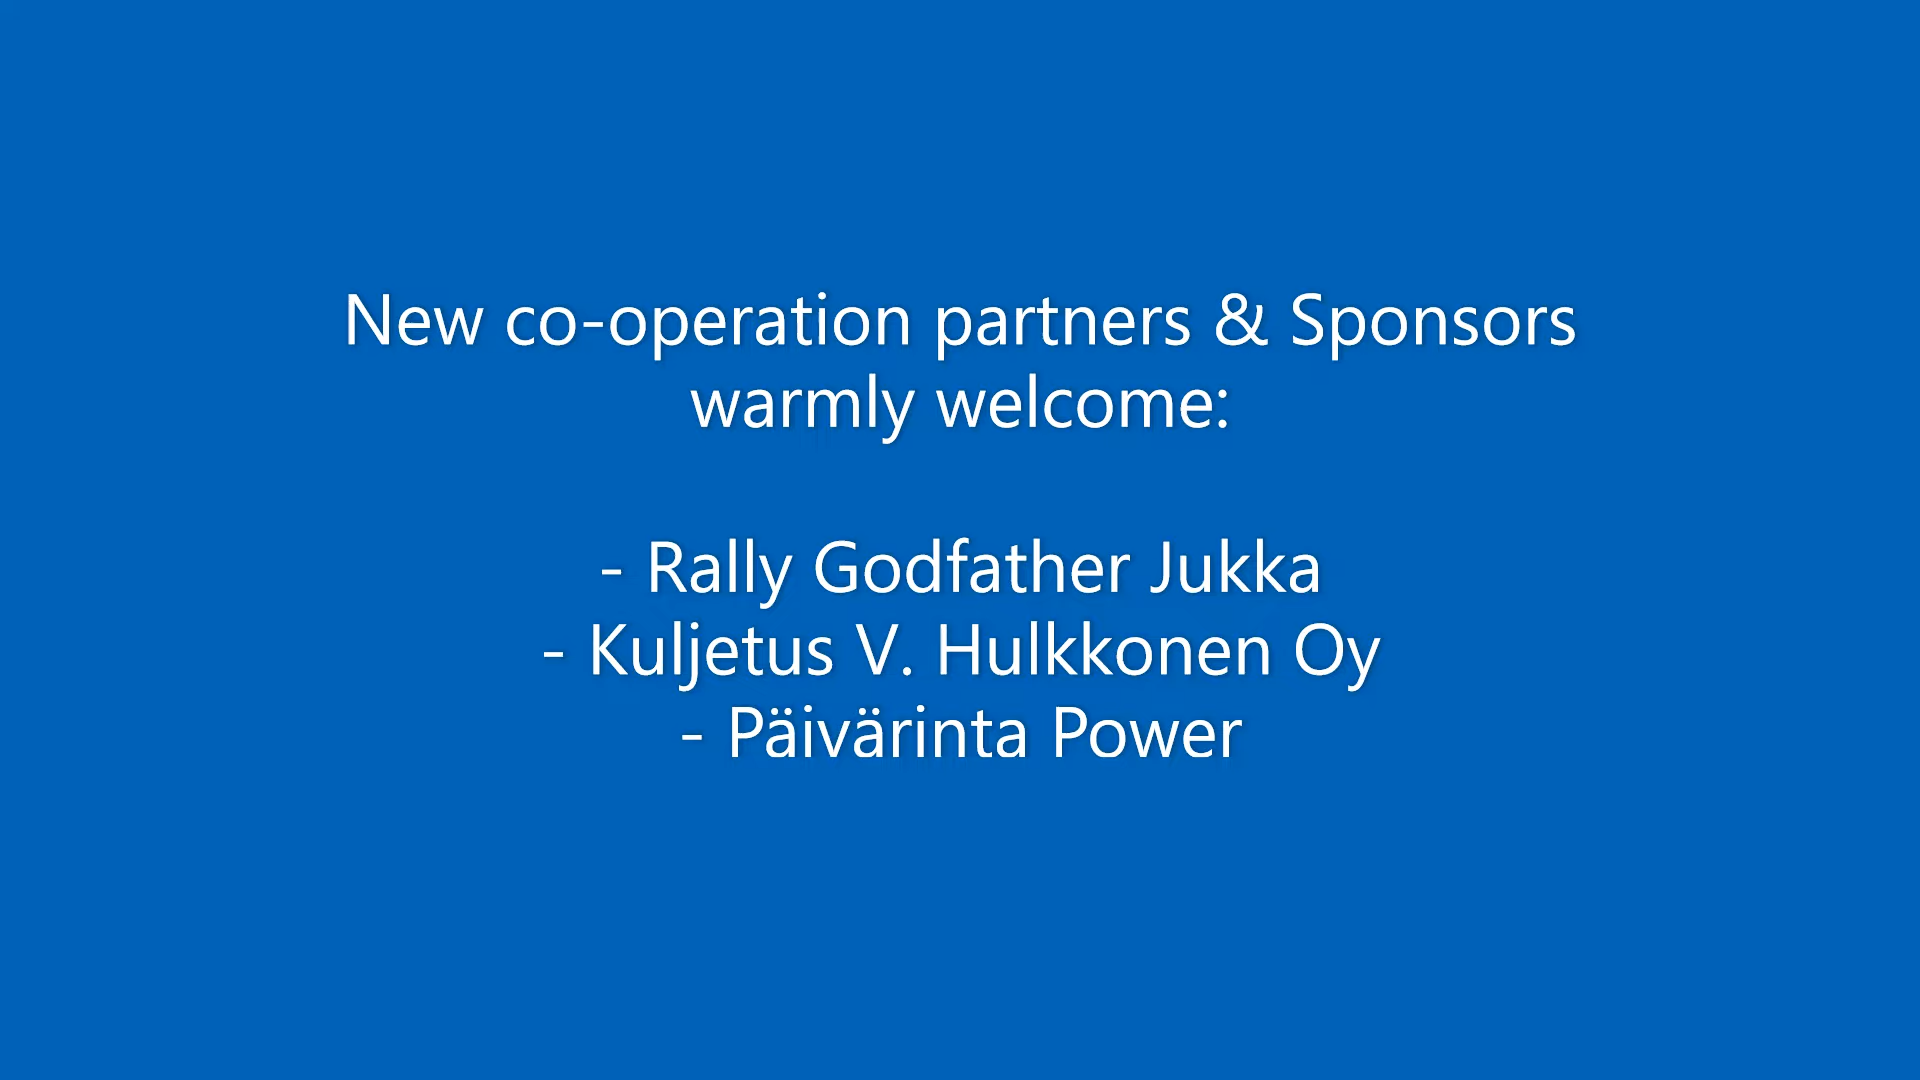 New co-operation partners & Sponsors
warmly welcome:
- Rally Godfather Jukka
- Kuljetus V. Hulkkonen Oy
- Päivärinta Power